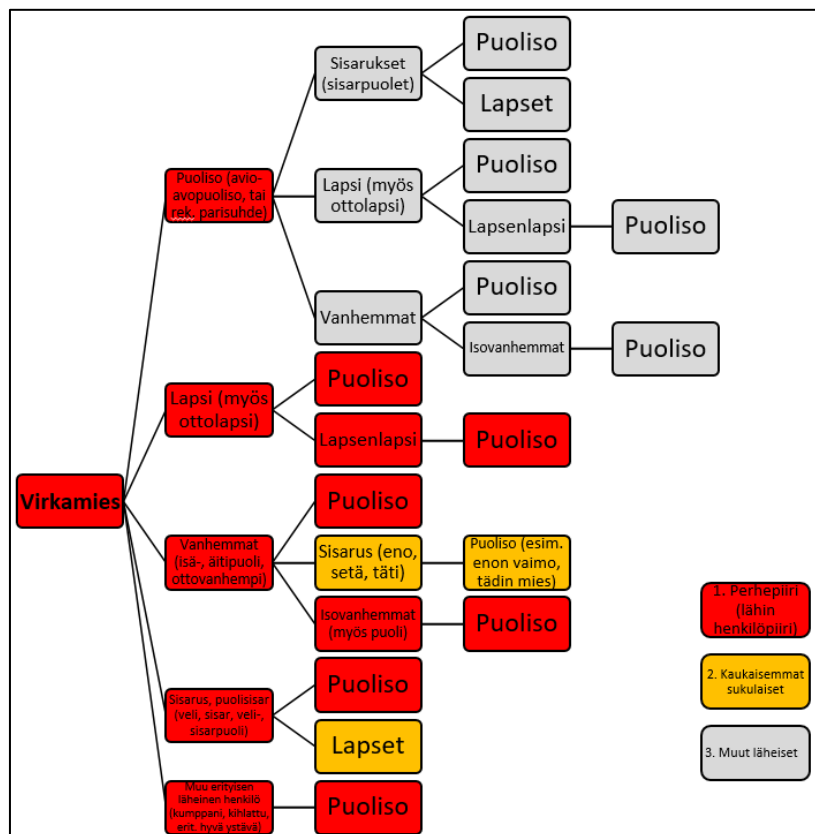 Puoliso
Sisarukset
(sisarpuolet)
Lapset
Puoliso (avio-
avopuoliso, tai
rek. parisuhde)
Puoliso
Lapsi (myös
ottolapsi)
Lapsenlapsi
Puoliso
Puoliso
Vanhemmat
Isovanhemmat
Puoliso
Lapsi (myös
ottolapsi)
Puoliso
Lapsenlapsi
Puoliso
Virkamies
Puoliso
Vanhemmat
(isä-, äitipuoli,
ottovanhempi)
Sisarus (eno,
setä, täti)
Puoliso (esim.
enon vaimo,
tädin mies)
Isovanhemmat
(myös puoli)
Puoliso
Sisarus, puolisisar
(veli, sisar, veli-,
sisarpuoli)
Puoliso
Lapset
Muu erityisen
läheinen henkilö
(kumppani, kihlattu,
erit. hyvä ystävä)
Puoliso
1. Perhepiiri
(lähin
henkilöpiiri)
2. Kaukaisemmat
sukulaiset
3. Muut läheiset